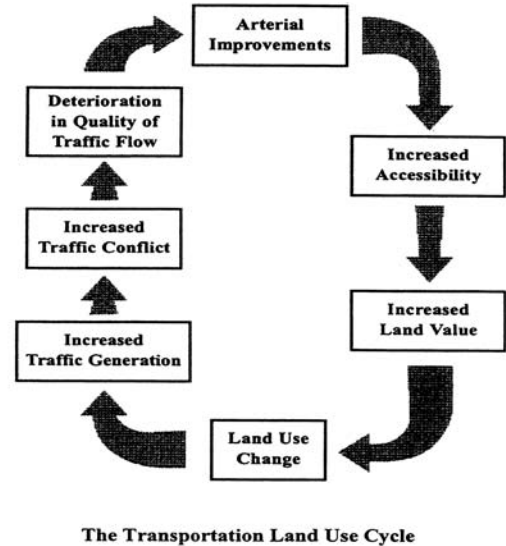 Arterial
Improvements
Increased
Accessibility
Increased
Land Value
Land Use
Change
Increased
Traffic Generation
Increased
Traffic Conflict
Deterioration
in Quality of
Traffic Flow
The Transportation Land Use Cycle